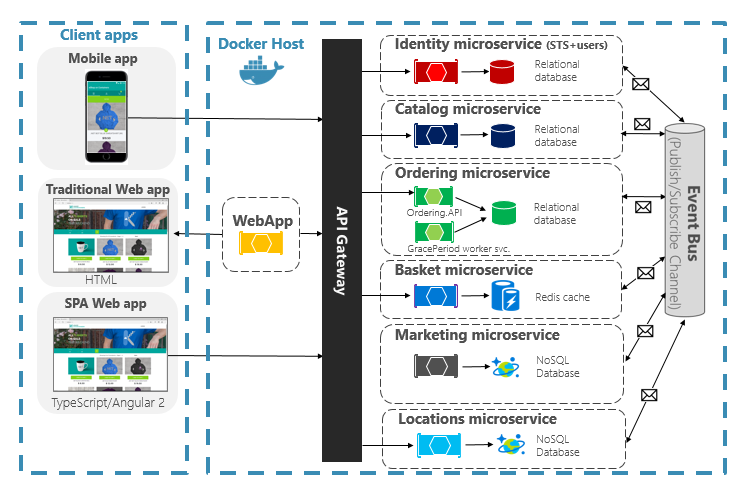 Client apps
Mobile app
Traditional Web app
HTML
SPA Web app
TypeScript/Angular 2
Docker Host
WebApp
API Gateway
Identity microservice (STS+users)
Relational
database
Catalog microservice
Relational
database
Ordering microservice
Ordering.API
GracePeriod worker svc.
Relational
database
Basket microservice
Redis cache
Marketing microservice
NoSQL
Database
Locations microservice
NoSQL
Database
Event Bus
(Publish/Subscribe Channel)